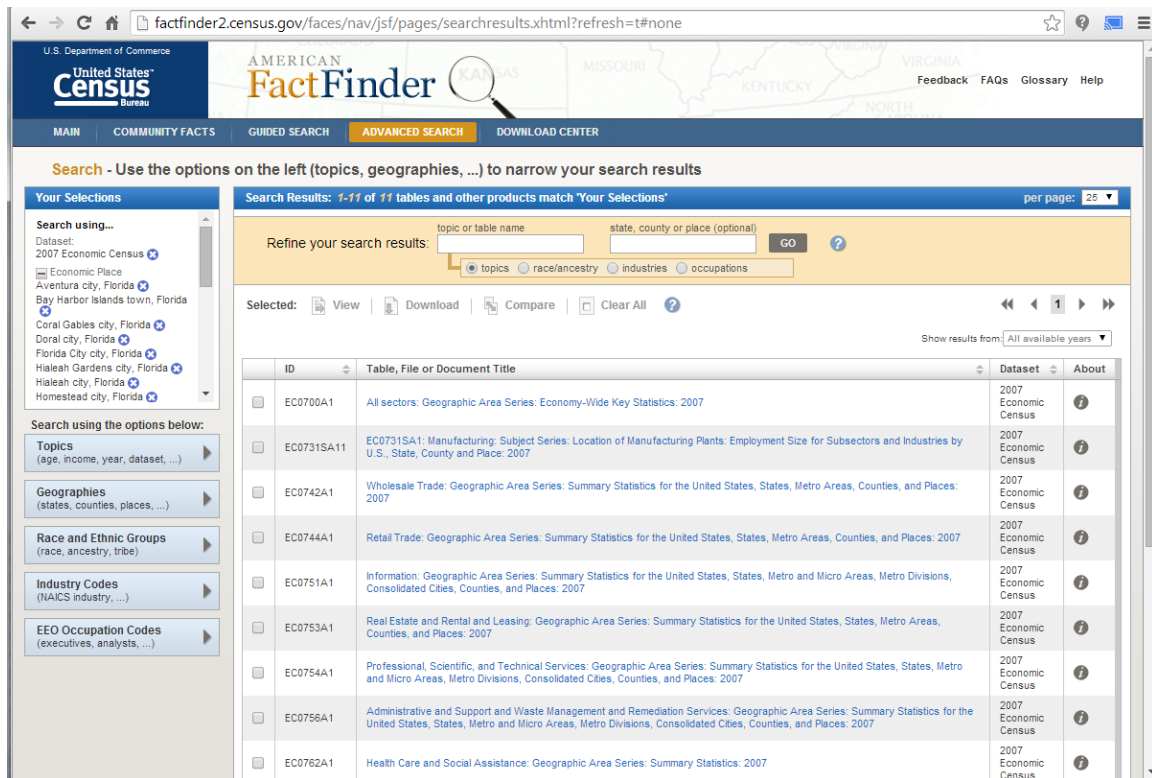 factfinder2.census.gov/faces/nav/jsf/pages/searchresults.xhtml?refresh=t#none
U.S. Department of Commerce
United States™
Census
Bureau
AMERICAN
FactFinder
COLORADO
KANSAS
MISSOURI
KENTUCKY
VIRGINIA
VIRGINIA
NORTH
CAROLINA
Feedback FAQs Glossary Help
MAIN COMMUNITY FACTS GUIDED SEARCH ADVANCED SEARCH DOWNLOAD CENTER
Search - Use the options on the left (topics, geographies, ...) to narrow your search results
Your Selections
Search using...
Dataset:
2007 Economic Census
Economic Place
Aventura city, Florida
Bay Harbor Islands town, Florida
Coral Gables city, Florida
Doral city, Florida
Florida City city, Florida
Hialeah Gardens city, Florida
Hialeah city, Florida
Homestead city, Florida
Search using the options below:
Topics
(age, income, year, dataset, ...)
Geographies
(states, counties, places, ...)
Race and Ethnic Groups
(race, ancestry, tribe)
Industry Codes
(NAICS industry, ...)
EEO Occupation Codes
(executives, analysts, ...)
Search Results: 1-11 of 11 tables and other products match 'Your Selections'
per page: 25
topic or table name
state, county or place (optional)
Refine your search results:
GO
topics race/ancestry industries occupations
Selected: View Download Compare Clear All
1
Show results from: All available years
ID Table, File or Document Title Dataset About
EC0700A1 All sectors: Geographic Area Series: Economy-Wide Key Statistics: 2007
2007
Economic
Census
EC0731SA11 EC0731SA1: Manufacturing: Subject Series: Location of Manufacturing Plants: Employment Size for Subsectors and Industries by
U.S., State, County and Place: 2007
2007
Economic
Census
EC0742A1 Wholesale Trade: Geographic Area Series: Summary Statistics for the United States, States, Metro Areas, Counties, and Places:
2007
2007
Economic
Census
EC0744A1 Retail Trade: Geographic Area Series: Summary Statistics for the United States, States, Metro Areas, Counties, and Places: 2007
2007
Economic
Census
EC0751A1 Information: Geographic Area Series: Summary Statistics for the United States, States, Metro and Micro Areas, Metro Divisions,
Consolidated Cities, Counties, and Places: 2007
2007
Economic
Census
EC0753A1 Real Estate and Rental and Leasing: Geographic Area Series: Summary Statistics for the United States, States, Metro Areas,
Counties, and Places: 2007
2007
Economic
Census
EC0754A1 Professional, Scientific, and Technical Services: Geographic Area Series: Summary Statistics for the United States, States, Metro
and Micro Areas, Metro Divisions, Consolidated Cities, Counties, and Places: 2007
2007
Economic
Census
EC0756A1 Administrative and Support and Waste Management and Remediation Services: Geographic Area Series: Summary Statistics for the
United States, States, Metro and Micro Areas, Metro Divisions, Consolidated Cities, Counties, and Places: 2007
2007
Economic
Census
EC0762A1 Health Care and Social Assistance: Geographic Area Series: Summary Statistics: 2007
2007
Economic
Census